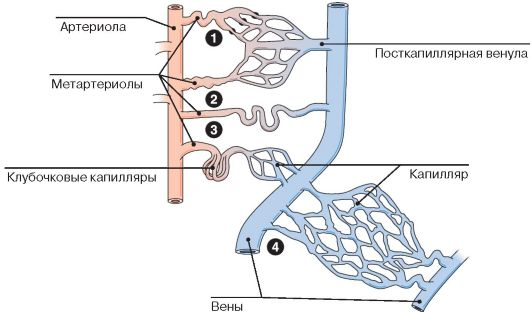 Артериола
1
Посткапиллярная венула
Метартериолы
2
3
Клубочковые капилляры
Капилляр
4
Вены